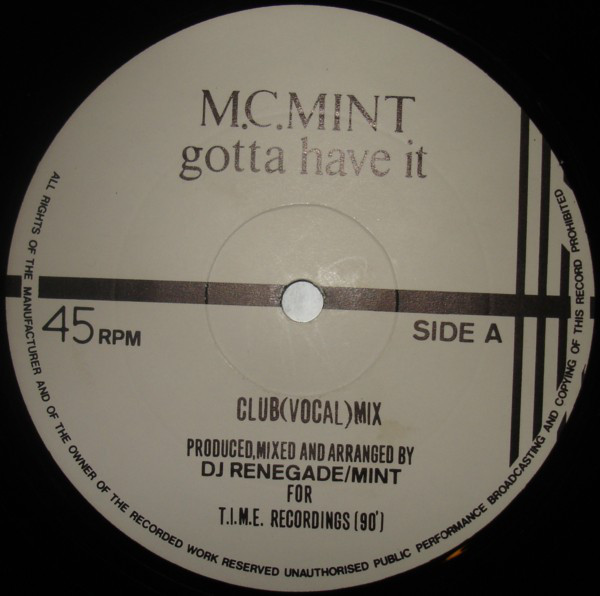 M.C.MINT
gotta have it
45 RPM
SIDE A
CLUB(VOCAL)MIX
PRODUCED,MIXED AND ARRANGED BY
DJ RENEGADE/MINT
FOR
T.I.M.E. RECORDINGS (90')
ALL RIGHTS OF THE MANUFACTURER AND OF THE OWNER OF THE RECORDED WORK RESERVED UNAUTHORISED PUBLIC PERFORMANCE BROADCASTING AND COPYING OF THIS RECORD PROHIBITED